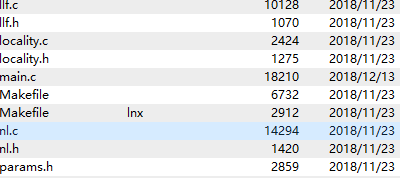 llf.c 10128 2018/11/23
llf.h 1070 2018/11/23
locality.c 2424 2018/11/23
locality.h 1275 2018/11/23
main.c 18210 2018/12/13
Makefile 6732 2018/11/23
Makefile lnx 2912 2018/11/23
nl.c 14294 2018/11/23
nl.h 1420 2018/11/23
params.h 2859 2018/11/23